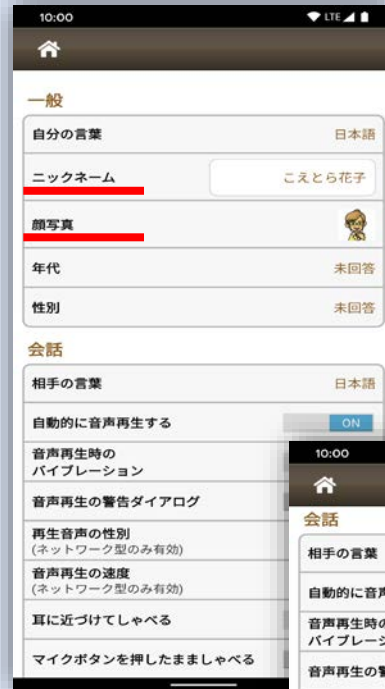 10:00 LTE
一般
自分の言葉 日本語
ニックネーム こえとら花子
顔写真
年代 未回答
性別 未回答
会話
相手の言葉 日本語
自動的に音声再生する ON
音声再生時の
バイブレーション
音声再生の警告ダイアログ
再生音声の性別
(ネットワーク型のみ有効)
音声再生の速度
(ネットワーク型のみ有効)
耳に近づけてしゃべる
マイクボタンを押したまましゃべる
10:00
会話
相手の言葉
自動的に音声
音声再生時の
バイブレーシ
音声再生の警